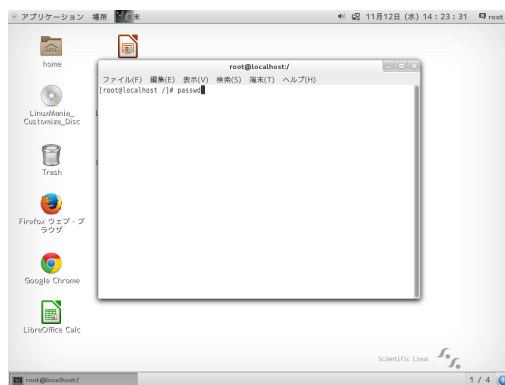 アプリケーション 場所 末 11月12日 (水) 14:23:31 root
home
LinuxMania_
Customize_Disc
Trash
Firefox ウェブ・ブ
ラウザ
Google Chrome
LibreOffice Calc
root@localhost:/
ファイル(F) 編集(E) 表示(V) 検索(S) 端末(T) ヘルプ(H)
[root@localhost /]# passwd
Scientific Linux
root@localhost:/ 1 / 4